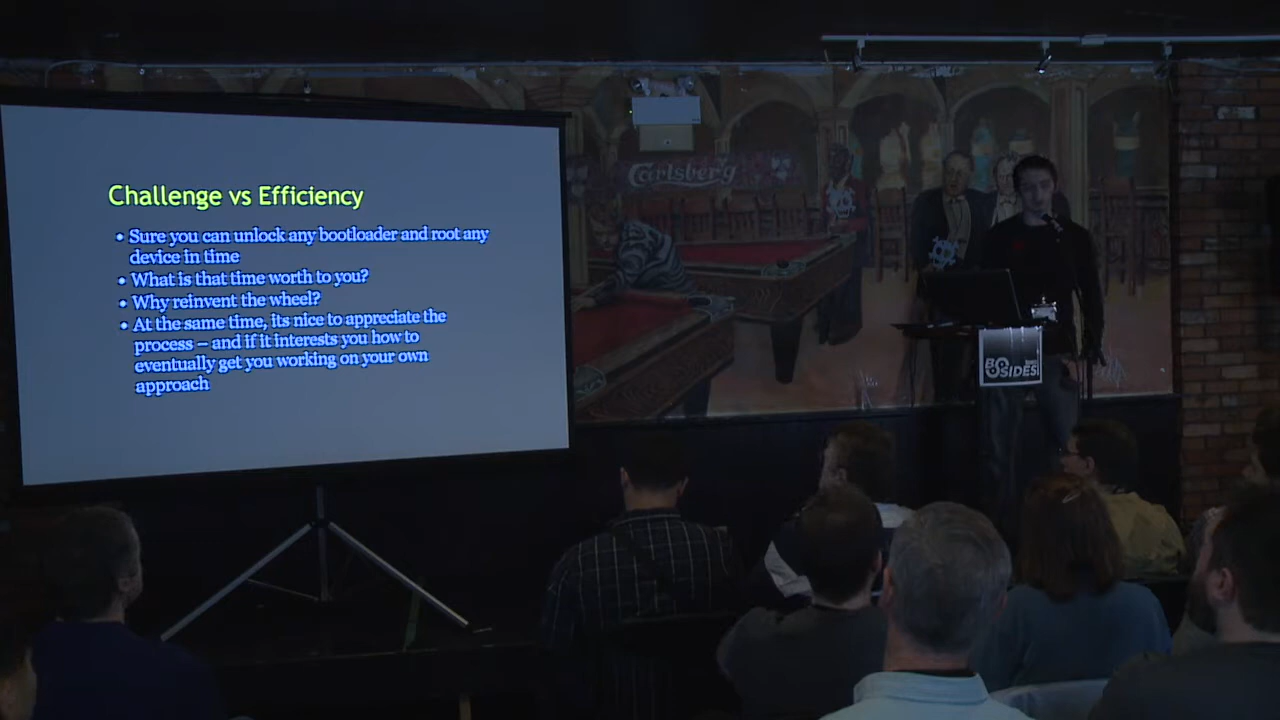 Challenge vs Efficiency
• Sure you can unlock any bootloader and root any
device in time
• What is that time worth to you?
• Why reinvent the wheel?
• At the same time, its nice to appreciate the
process – and if it interests you how to
eventually get you working on your own
approach
Carlsberg
BSIDES